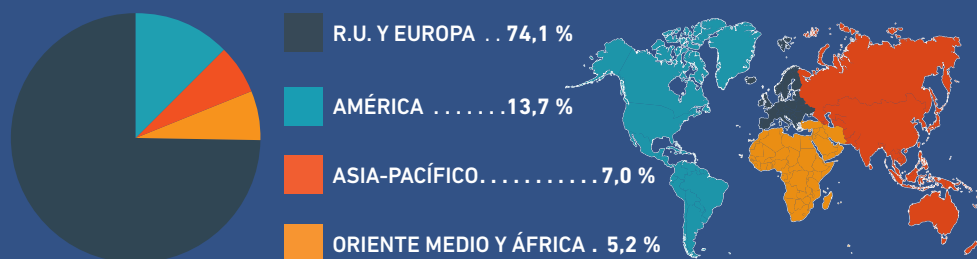 R.U. Y EUROPA . . 74,1 %
AMÉRICA . . . . . . . 13,7 %
ASIA-PACÍFICO. . . . . . . . . . . 7,0 %
ORIENTE MEDIO Y ÁFRICA . 5,2 %